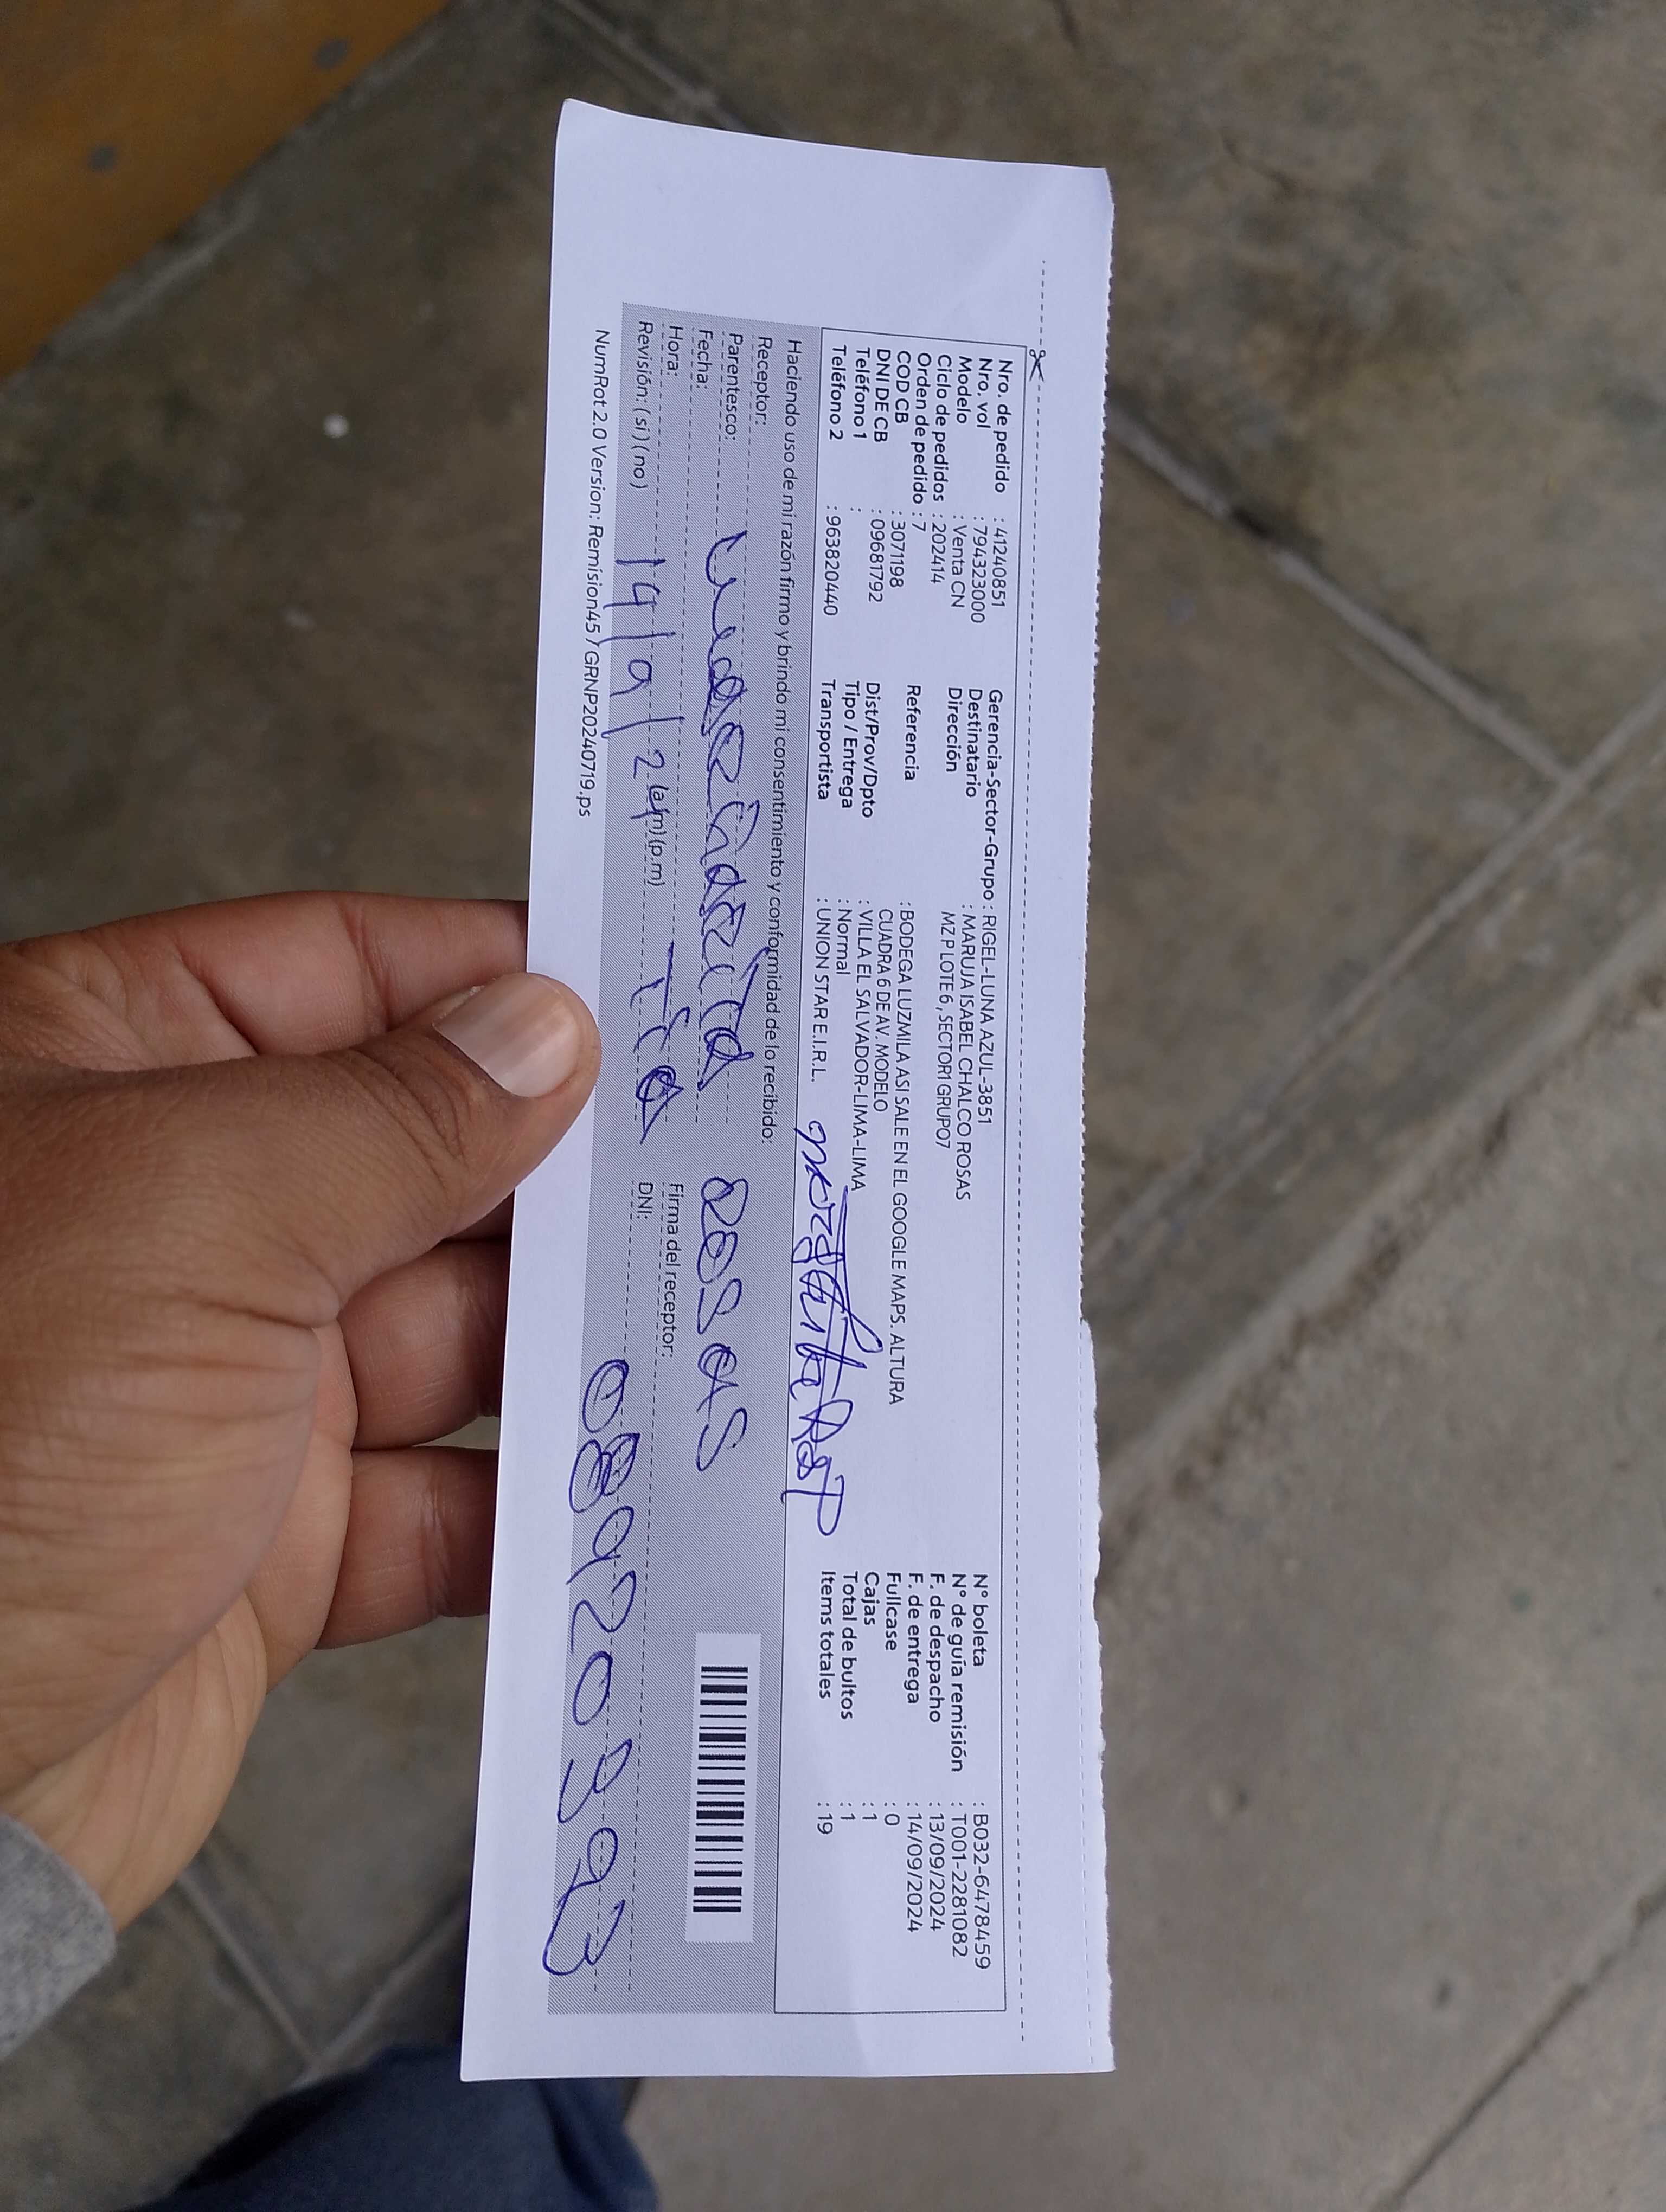 Nro. de pedido : 41240851
Nro. vol : 794323000
Modelo : Venta CN
Ciclo de pedidos : 202414
Orden de pedido : 7
COD CB : 3071198
DNI DE CB : 09681792
Teléfono 1 :
Teléfono 2 : 963820440
Gerencia-Sector-Grupo : RIGEL-LUNA AZUL-3851
Destinatario : MARUJA ISABEL CHALCO ROSAS
Dirección MZ P LOTE 6, SECTOR1 GRUPO7
Referencia : BODEGA LUZMILA ASI SALE EN EL GOOGLE MAPS. ALTURA
CUADRA 6 DE AV. MODELO
Dist/Prov/Dpto : VILLA EL SALVADOR-LIMA-LIMA
Tipo / Entrega : Normal
Transportista : UNION STAR E.I.R.L.
N° boleta : B032-6478459
N° de guía remisión : T001-2281082
F. de despacho : 13/09/2024
F. de entrega : 14/09/2024
Fullcase : 0
Cajas : 1
Total de bultos : 1
Items totales : 19
Haciendo uso de mi razón firmo y brindo mi consentimiento y conformidad de lo recibido:
Receptor:
Parentesco: Rosas
Fecha:
Hora: Tía
14/9/24 (a.m) (p.m)
Revisión: (si) (no)
Firma del receptor:
DNI: 08920393
NumRot 2.0 Version: Remision45 / GRNP20240719.ps